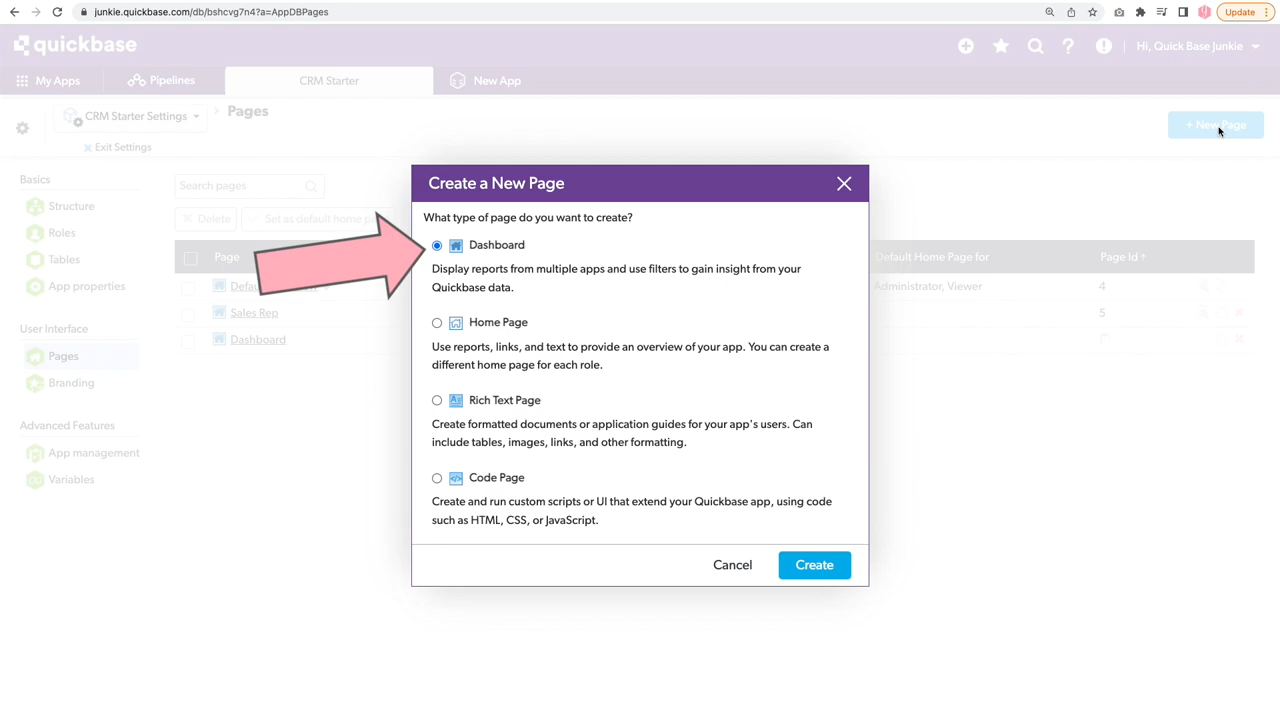 junkie.quickbase.com/db/bshcvg7n4?a=AppDBPages
Update
quickbase
Hi, Quick Base Junkie
My Apps
Pipelines
CRM Starter
New App
CRM Starter Settings
Pages
+ New Page
Exit Settings
Basics
Structure
Roles
Tables
App properties
User Interface
Pages
Branding
Advanced Features
App management
Variables
Search pages
Delete
Set as default home
Page
Default Home Page for
Page Id
Administrator, Viewer
4
Sales Rep
5
Dashboard
Create a New Page
What type of page do you want to create?
Dashboard
Display reports from multiple apps and use filters to gain insight from your
Quickbase data.
Home Page
Use reports, links, and text to provide an overview of your app. You can create a
different home page for each role.
Rich Text Page
Create formatted documents or application guides for your app's users. Can
include tables, images, links, and other formatting.
Code Page
Create and run custom scripts or UI that extend your Quickbase app, using code
such as HTML, CSS, or JavaScript.
Cancel
Create